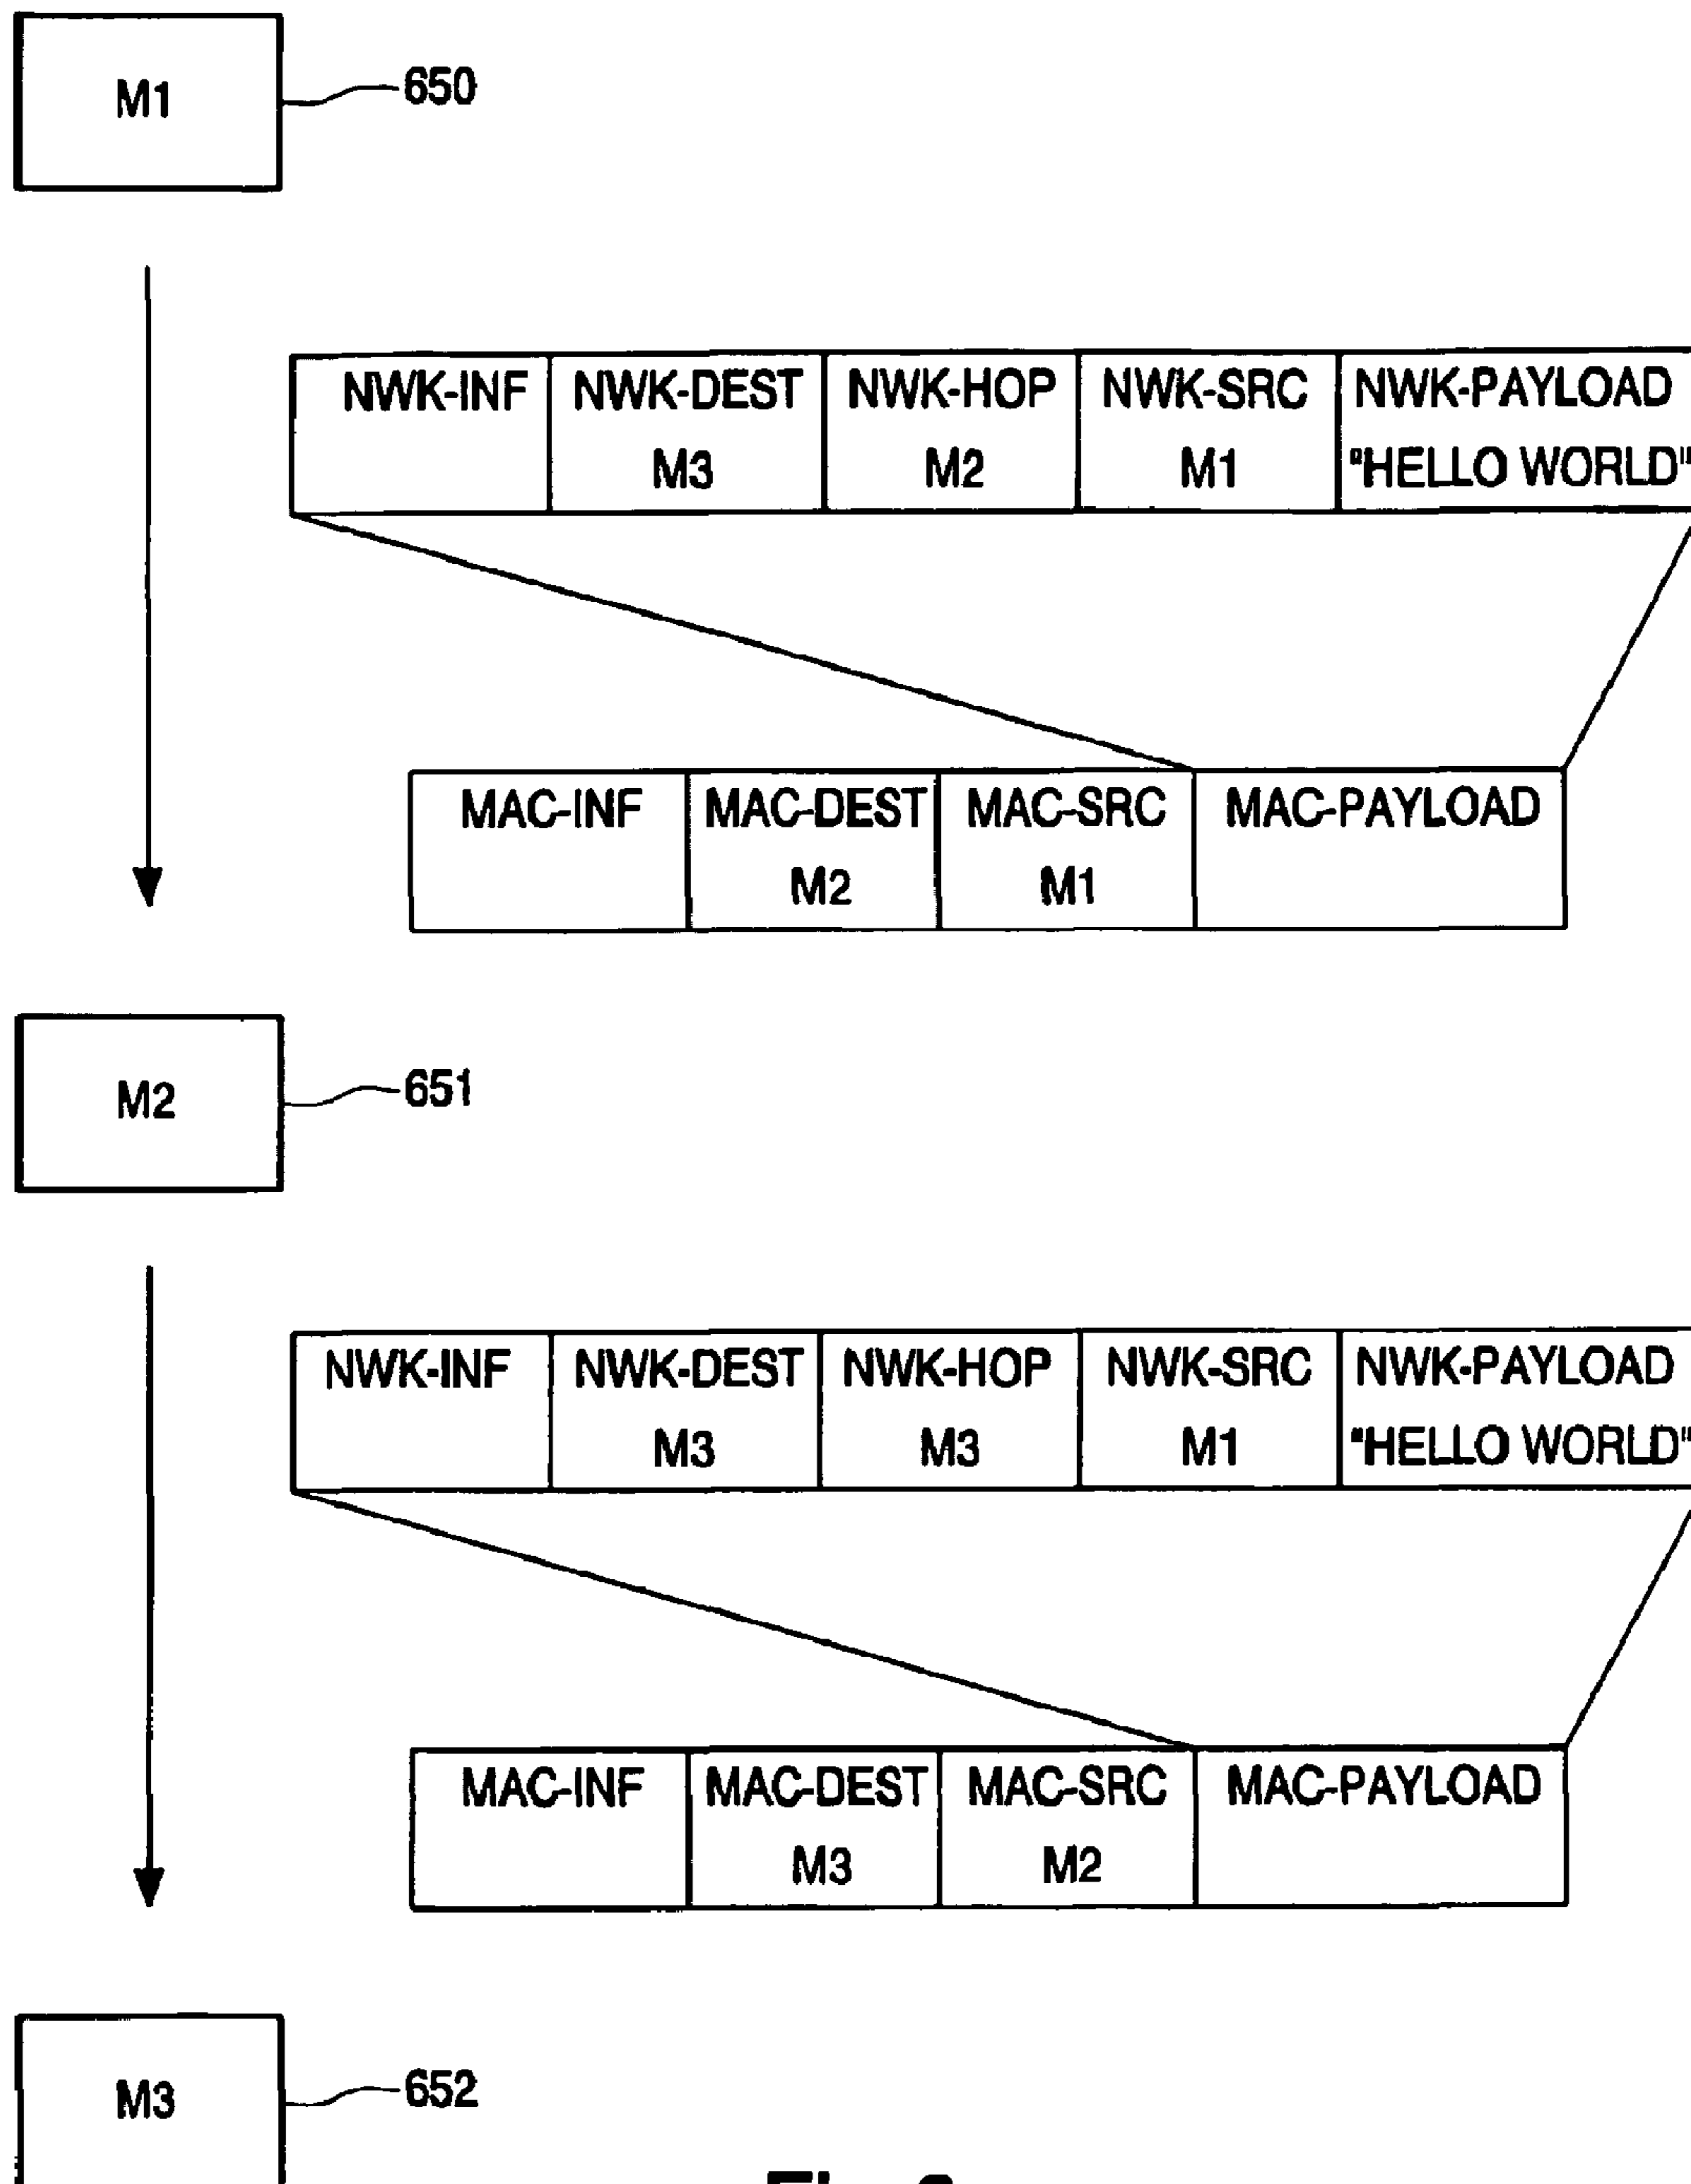 M1
650
NWK-INF NWK-DEST NWK-HOP NWK-SRC NWK-PAYLOAD
M3 M2 M1 "HELLO WORLD"
MAC-INF MAC-DEST MAC-SRC MAC-PAYLOAD
M2 M1
M2
651
NWK-INF NWK-DEST NWK-HOP NWK-SRC NWK-PAYLOAD
M3 M3 M1 "HELLO WORLD"
MAC-INF MAC-DEST MAC-SRC MAC-PAYLOAD
M3 M2
M3
652